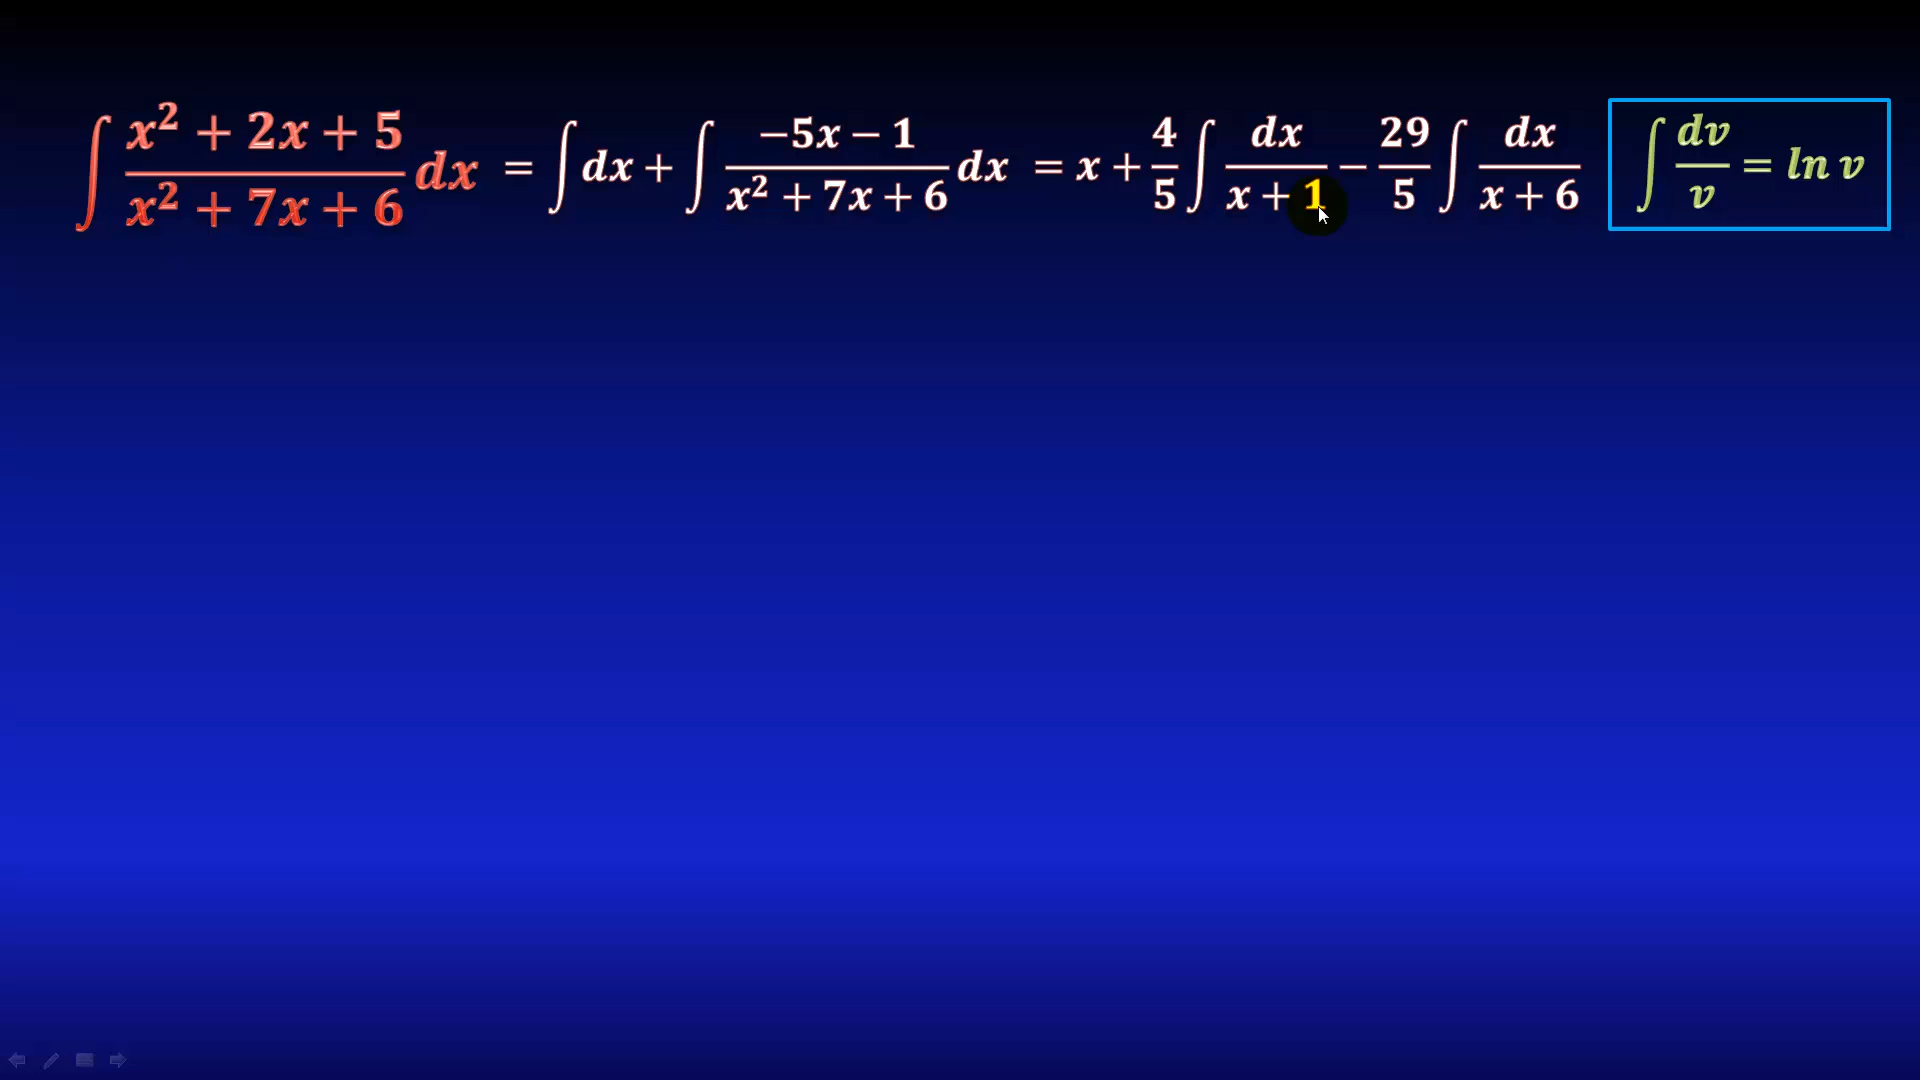 ∫ (x² + 2x + 5)/(x² + 7x + 6) dx = ∫ dx + ∫ (−5x − 1)/(x² + 7x + 6) dx = x + 4/5 ∫ dx/(x + 1) − 29/5 ∫ dx/(x + 6)
∫ dv/v = ln v